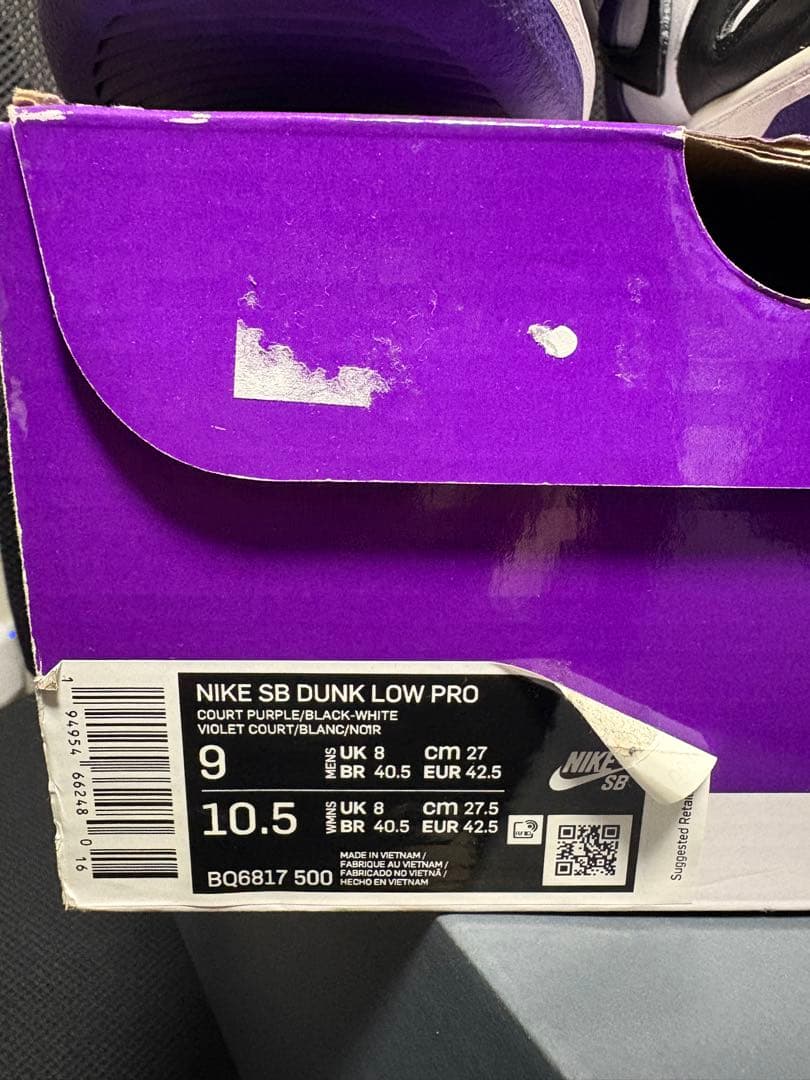 NIKE SB DUNK LOW PRO
COURT PURPLE/BLACK-WHITE
VIOLET COURT/BLANC/NOIR
9 MENS UK 8 cm 27
BR 40.5 EUR 42.5
10.5 WMNS UK 8 cm 27.5
BR 40.5 EUR 42.5
BQ6817 500
MADE IN VIETNAM /
FABRIQUE AU VIETNAM /
FABRICADO NO VIETNÃ /
HECHO EN VIETNAM
NIKE
SB
1 94954 66248 0 16
Suggested